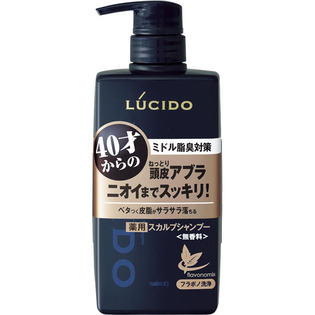 LÚCIDO
40才
からの
ミドル脂臭対策
ねっとり
頭皮アブラ
ニオイまでスッキリ!
ベタつく皮脂がサラサラ落ちる
薬用スカルプシャンプー
<無香料>
flavonomix
フラボノ洗浄